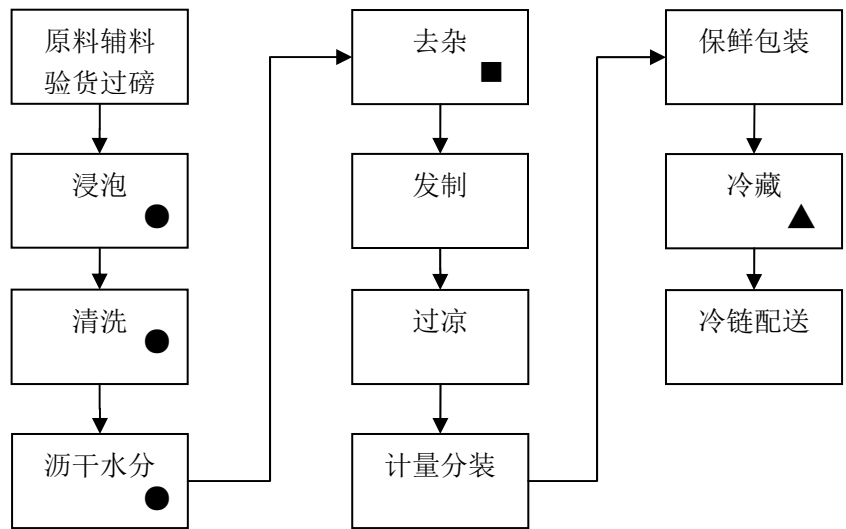 原料辅料
验货过磅
浸泡
清洗
沥干水分
去杂
发制
过凉
计量分装
保鲜包装
冷藏
冷链配送